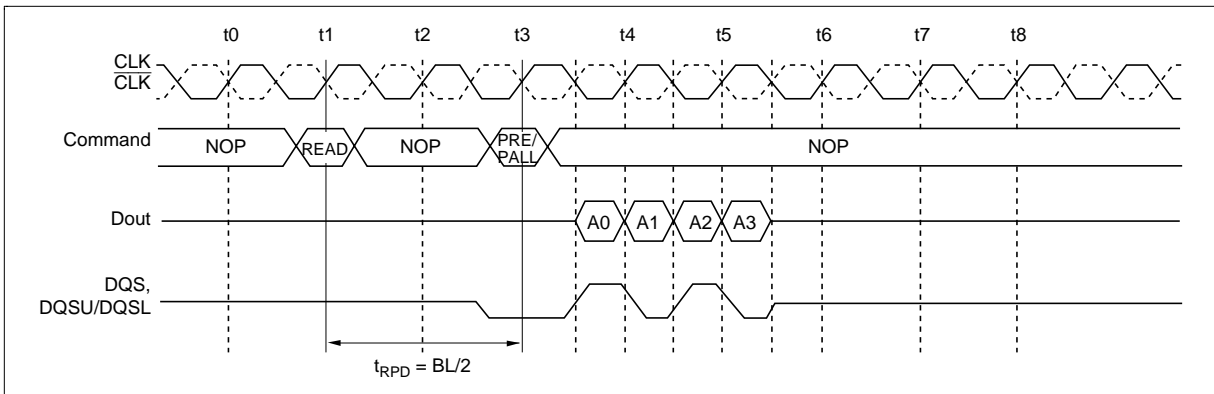 t0 t1 t2 t3 t4 t5 t6 t7 t8
CLK
CLK
Command NOP READ NOP PRE/PALL NOP
Dout A0 A1 A2 A3
DQS,
DQSU/DQSL
tRPD = BL/2